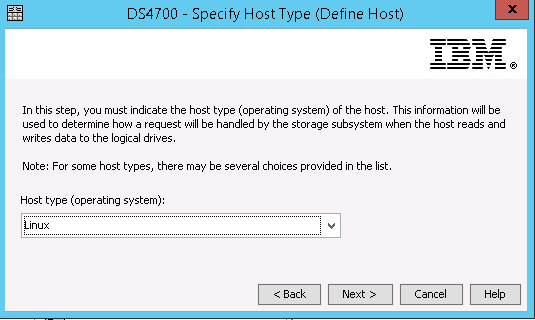 DS4700 - Specify Host Type (Define Host)
x
IBM®
In this step, you must indicate the host type (operating system) of the host. This information will be
used to determine how a request will be handled by the storage subsystem when the host reads and
writes data to the logical drives.
Note: For some host types, there may be several choices provided in the list.
Host type (operating system):
Linux
< Back Next > Cancel Help